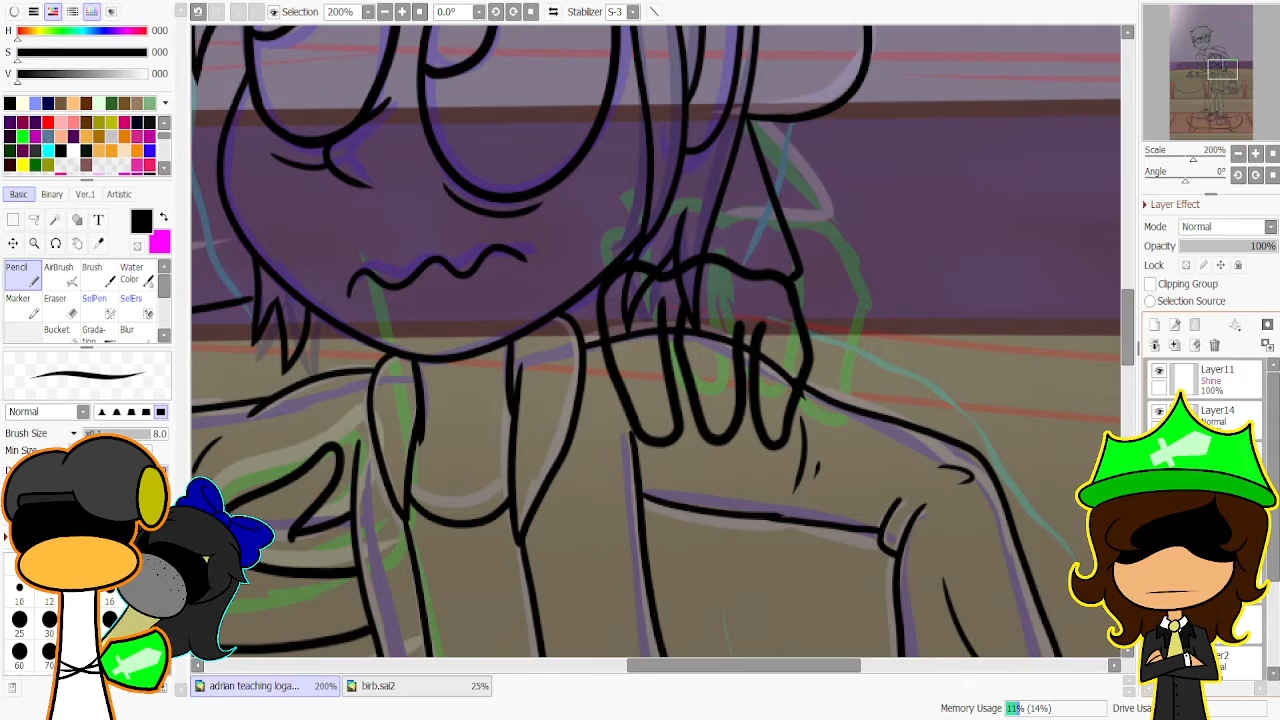 Selection 200% 0.0° Stabilizer S-3
H 000
S 000
V 000
Basic Binary Ver.1 Artistic
Pencil AirBrush Brush Water Color
Marker Eraser SelPen SelErs
Bucket Grada-tion Blur
Normal
Brush Size 8.0
Min Size
10 12 16
25 30
60 70
Scale 200%
Angle 0°
Layer Effect
Mode Normal
Opacity 100%
Lock
Clipping Group
Selection Source
Layer11
Shine
100%
Layer14
Normal
adrian teaching loga... 200% birb.sai2 25%
Memory Usage 11% (14%)